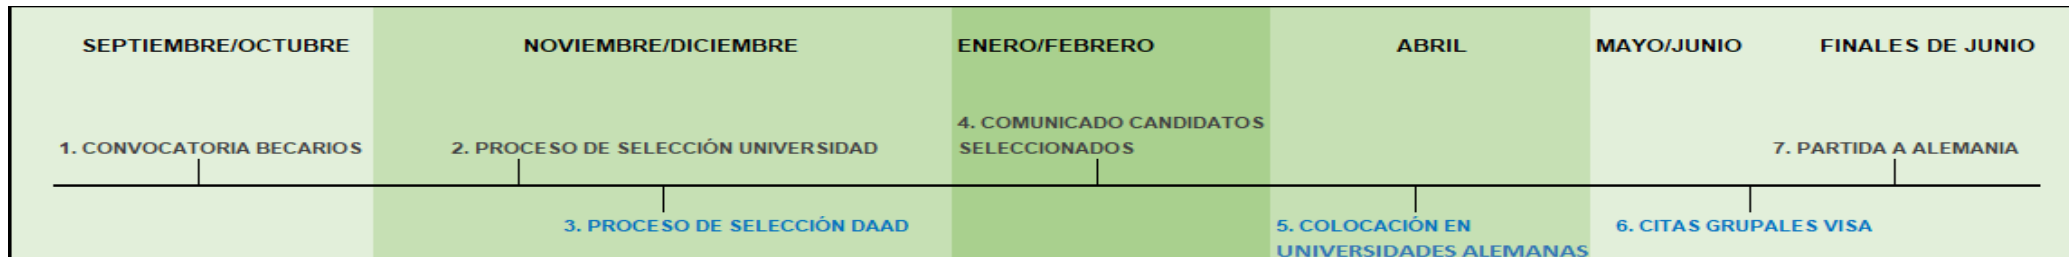 SEPTIEMBRE/OCTUBRE
NOVIEMBRE/DICIEMBRE
ENERO/FEBRERO
ABRIL
MAYO/JUNIO
FINALES DE JUNIO
1. CONVOCATORIA BECARIOS
2. PROCESO DE SELECCIÓN UNIVERSIDAD
4. COMUNICADO CANDIDATOS
SELECCIONADOS
7. PARTIDA A ALEMANIA
3. PROCESO DE SELECCIÓN DAAD
5. COLOCACIÓN EN
UNIVERSIDADES ALEMANAS
6. CITAS GRUPALES VISA